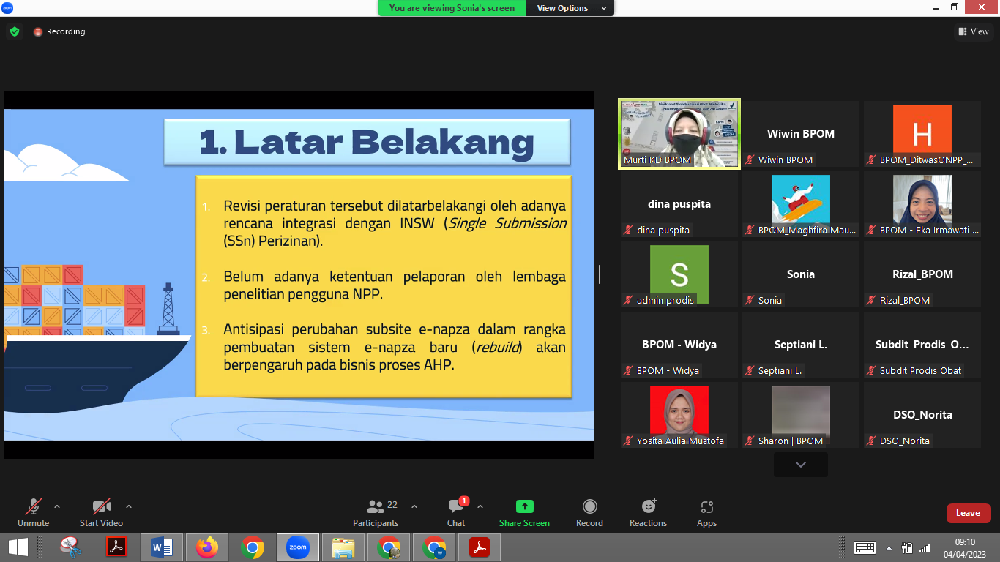 zoom
You are viewing Sonia's screen
View Options
Recording
View
1. Latar Belakang
1. Revisi peraturan tersebut dilatarbelakangi oleh adanya
rencana integrasi dengan INSW (Single Submission
(SSn) Perizinan).
2. Belum adanya ketentuan pelaporan oleh lembaga
penelitian pengguna NPP.
3. Antisipasi perubahan subsite e-napza dalam rangka
pembuatan sistem e-napza baru (rebuild) akan
berpengaruh pada bisnis proses AHP.
Direktorat Standardisasi Obat, Narkotika,
Murti KD BPOM
Wiwin BPOM
Wiwin BPOM
H
BPOM_DitwasONPP_...
dina puspita
dina puspita
BPOM_Maghfira Mau...
BPOM - Eka Irmawati ...
S
admin prodis
Sonia
Sonia
Rizal_BPOM
Rizal_BPOM
BPOM - Widya
BPOM - Widya
Septiani L.
Septiani L.
Subdit Prodis O...
Subdit Prodis Obat
Yosita Aulia Mustofa
Sharon | BPOM
DSO_Norita
DSO_Norita
Unmute
Start Video
22
Participants
1
Chat
Share Screen
Record
Reactions
Apps
Leave
W
zoom
W
09:10
04/04/2023